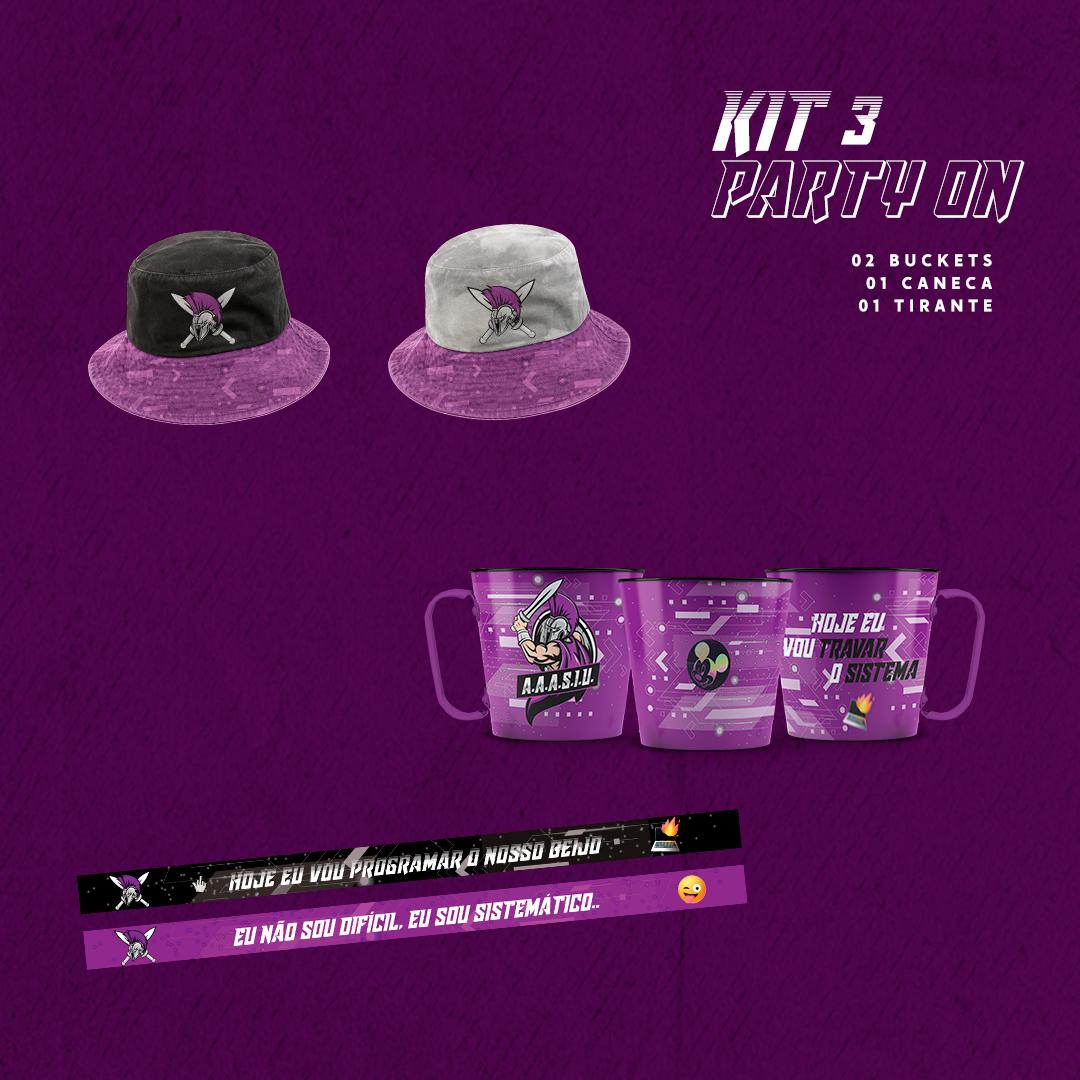 KIT 3
PARTY ON
02 BUCKETS
01 CANECA
01 TIRANTE
A.A.A.S.I.U.
HOJE EU
VOU TRAVAR
O SISTEMA
HOJE EU VOU PROGRAMAR O NOSSO BEIJO
EU NÃO SOU DIFÍCIL, EU SOU SISTEMÁTICO..